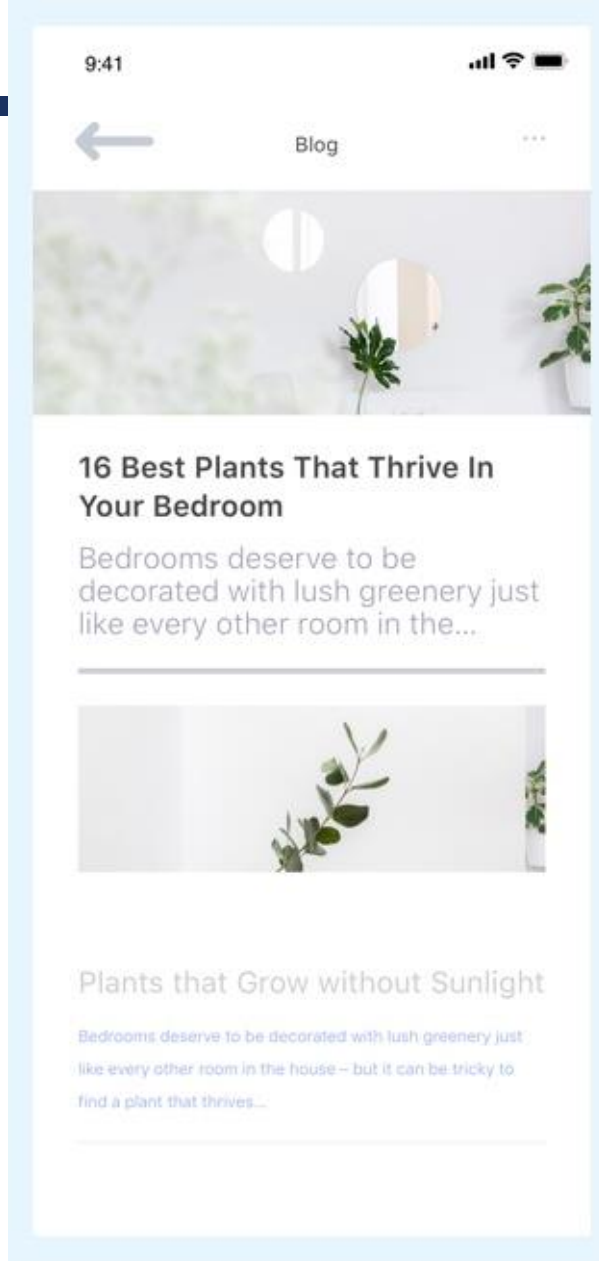 9:41
Blog
16 Best Plants That Thrive In
Your Bedroom
Bedrooms deserve to be
decorated with lush greenery just
like every other room in the...
Plants that Grow without Sunlight
Bedrooms deserve to be decorated with lush greenery just
like every other room in the house – but it can be tricky to
find a plant that thrives...